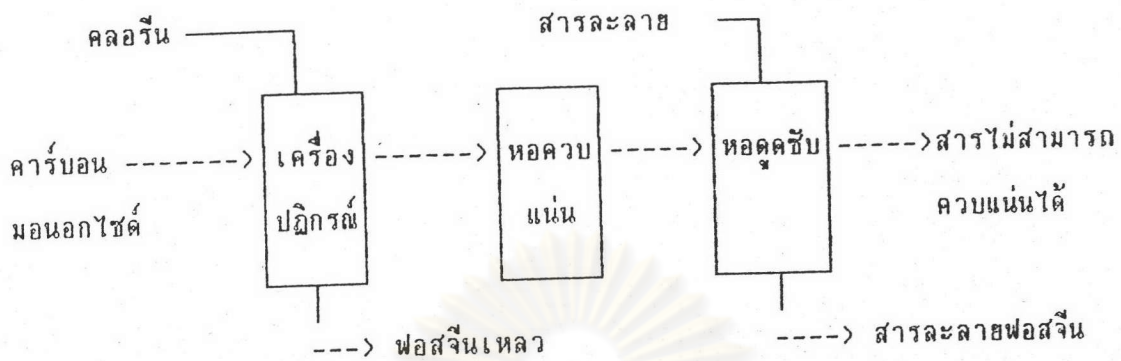 คลอรีน
สารละลาย
คาร์บอน
มอนอกไซด์
เครื่อง
ปฏิกรณ์
หอควบ
แน่น
หอดูดซับ
สารไม่สามารถ
ควบแน่นได้
ฟอสจีนเหลว
สารละลายฟอสจีน